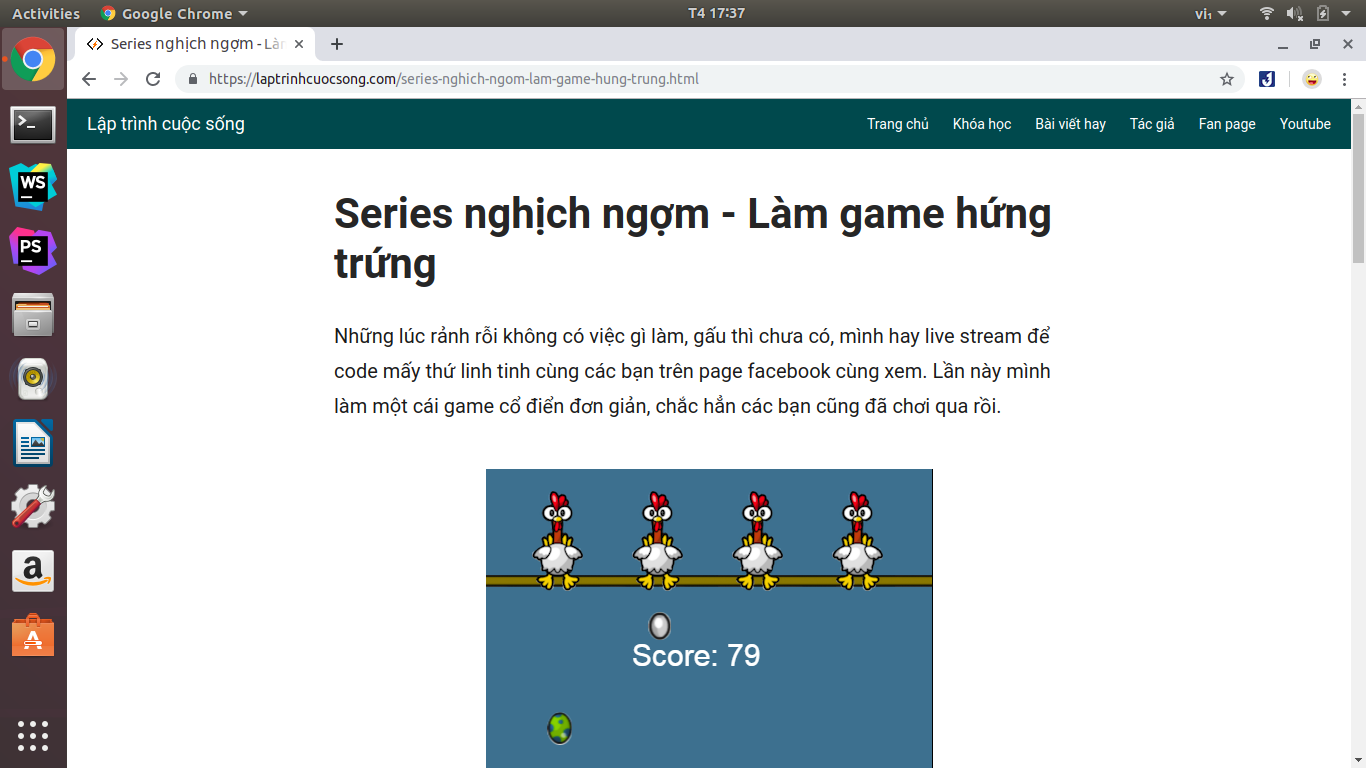 Activities Google Chrome T4 17:37 vi₁
Series nghịch ngợm - Làn
https://laptrinhcuocsong.com/series-nghich-ngom-lam-game-hung-trung.html
Lập trình cuộc sống Trang chủ Khóa học Bài viết hay Tác giả Fan page Youtube
Series nghịch ngợm - Làm game hứng
trứng
Những lúc rảnh rỗi không có việc gì làm, gấu thì chưa có, mình hay live stream để
code mấy thứ linh tinh cùng các bạn trên page facebook cùng xem. Lần này mình
làm một cái game cổ điển đơn giản, chắc hẳn các bạn cũng đã chơi qua rồi.
WS
PS
a
A
Score: 79